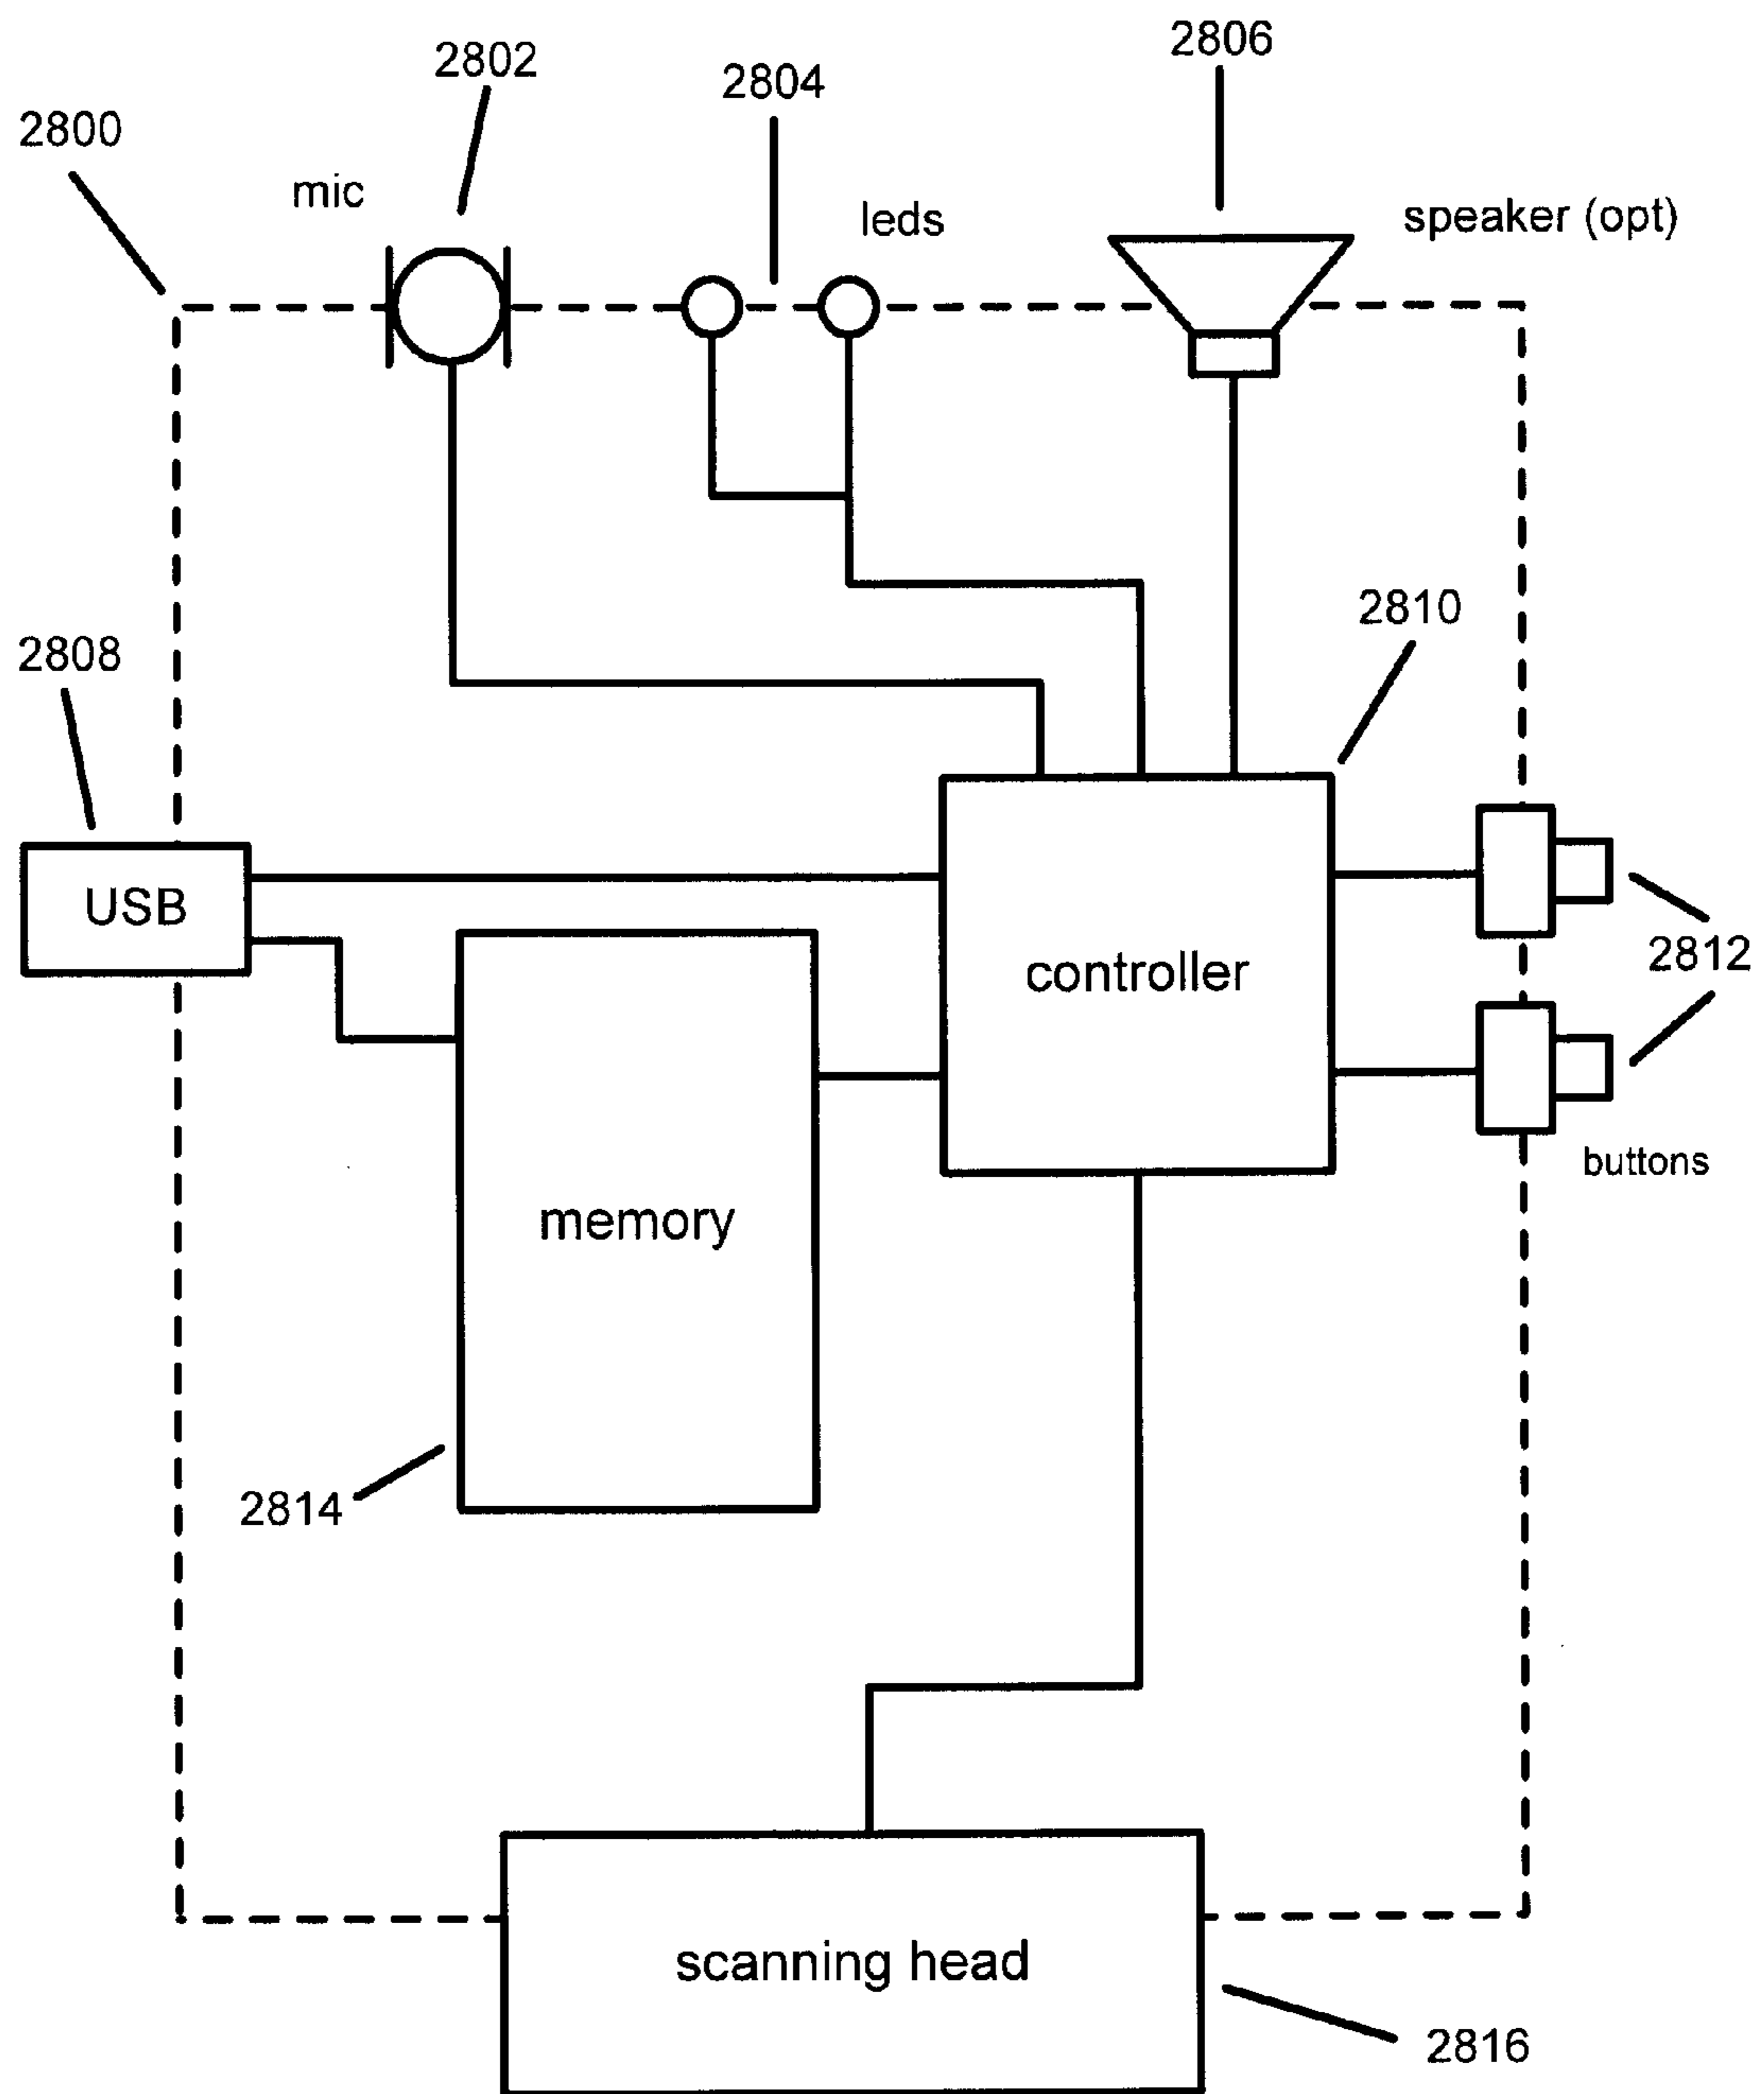 2806
2802
2804
2800
mic
leds
speaker (opt)
2810
2808
USB
controller
2812
buttons
memory
2814
scanning head
2816